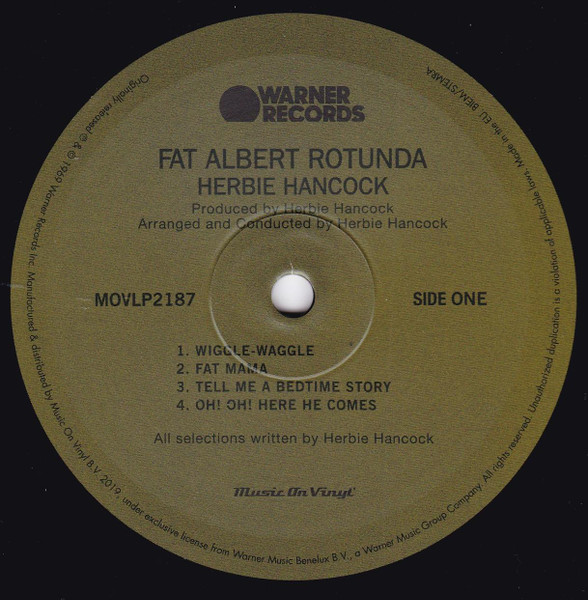 WARNER
RECORDS
FAT ALBERT ROTUNDA
HERBIE HANCOCK
Produced by Herbie Hancock
Arranged and Conducted by Herbie Hancock
MOVLP2187
SIDE ONE
1. WIGGLE-WAGGLE
2. FAT MAMA
3. TELL ME A BEDTIME STORY
4. OH! OH! HERE HE COMES
All selections written by Herbie Hancock
Music On Vinyl
Originally released ℗ & © 1969 Warner Records Inc. Manufactured & distributed by Music On Vinyl B.V. 2019, under exclusive license from Warner Music Benelux B.V., a Warner Music Group Company. All rights reserved. Unauthorized duplication is a violation of applicable laws. Made in the EU. BIEM/STEMRA.